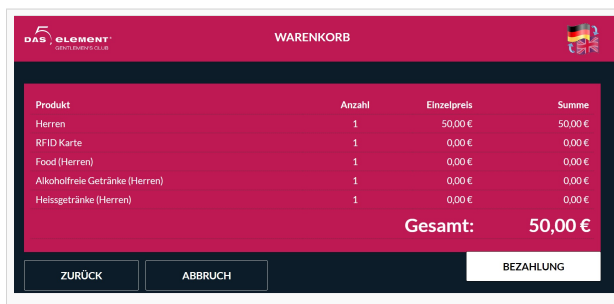 5
DAS ELEMENT
GENTLEMEN'S CLUB
WARENKORB
Produkt Anzahl Einzelpreis Summe
Herren 1 50,00 € 50,00 €
RFID Karte 1 0,00 € 0,00 €
Food (Herren) 1 0,00 € 0,00 €
Alkoholfreie Getränke (Herren) 1 0,00 € 0,00 €
Heissgetränke (Herren) 1 0,00 € 0,00 €
Gesamt: 50,00 €
ZURÜCK ABBRUCH BEZAHLUNG